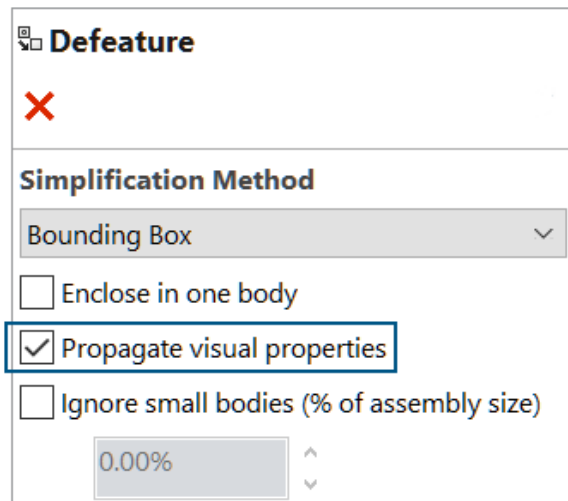 Defeature
Simplification Method
Bounding Box
Enclose in one body
Propagate visual properties
Ignore small bodies (% of assembly size)
0.00%